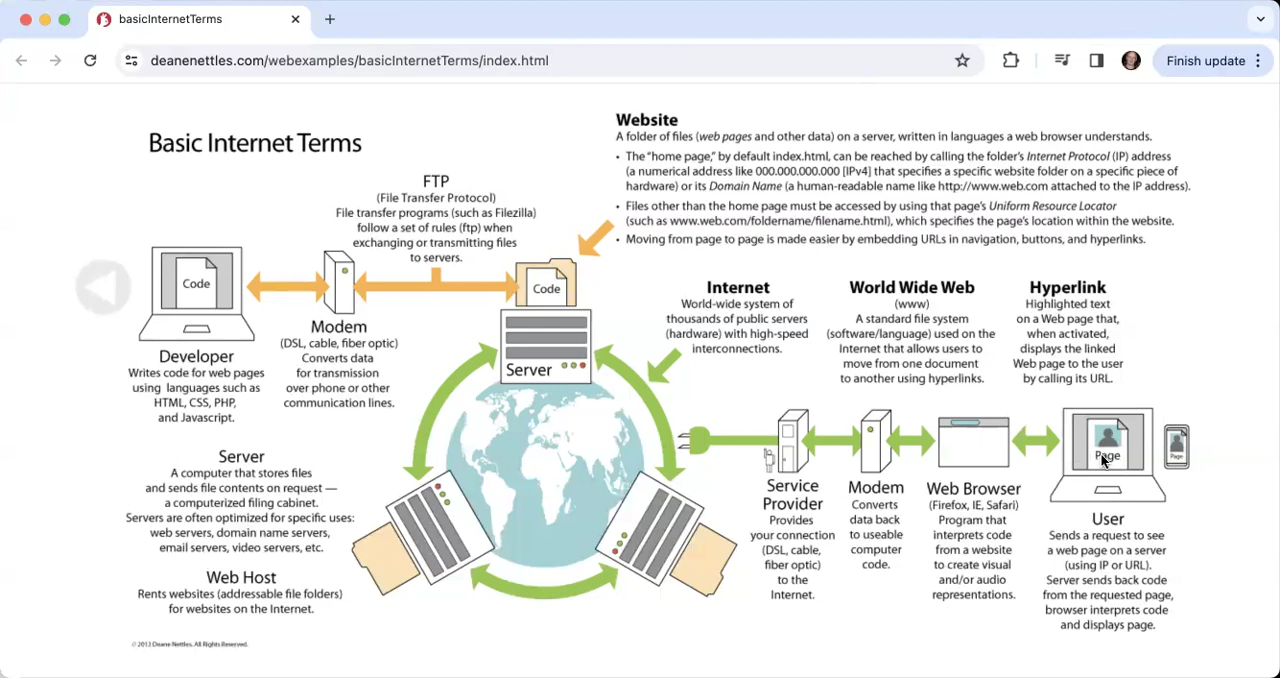 basicInternetTerms
deanenettles.com/webexamples/basicInternetTerms/index.html
Finish update
Basic Internet Terms
Website
A folder of files (web pages and other data) on a server, written in languages a web browser understands.
• The "home page," by default index.html, can be reached by calling the folder's Internet Protocol (IP) address
(a numerical address like 000.000.000.000 [IPv4] that specifies a specific website folder on a specific piece of
hardware) or its Domain Name (a human-readable name like http://www.web.com attached to the IP address).
• Files other than the home page must be accessed by using that page's Uniform Resource Locator
(such as www.web.com/foldername/filename.html), which specifies the page's location within the website.
• Moving from page to page is made easier by embedding URLs in navigation, buttons, and hyperlinks.
FTP
(File Transfer Protocol)
File transfer programs (such as Filezilla)
follow a set of rules (ftp) when
exchanging or transmitting files
to servers.
Code
Developer
Writes code for web pages
using languages such as
HTML, CSS, PHP,
and Javascript.
Modem
(DSL, cable, fiber optic)
Converts data
for transmission
over phone or other
communication lines.
Code
Server
Internet
World-wide system of
thousands of public servers
(hardware) with high-speed
interconnections.
World Wide Web
(www)
A standard file system
(software/language) used on the
Internet that allows users to
move from one document
to another using hyperlinks.
Hyperlink
Highlighted text
on a Web page that,
when activated,
displays the linked
Web page to the user
by calling its URL.
Server
A computer that stores files
and sends file contents on request —
a computerized filing cabinet.
Servers are often optimized for specific uses:
web servers, domain name servers,
email servers, video servers, etc.
Web Host
Rents websites (addressable file folders)
for websites on the Internet.
Service
Provider
Provides
your connection
(DSL, cable,
fiber optic)
to the
Internet.
Modem
Converts
data back
to useable
computer
code.
Web Browser
(Firefox, IE, Safari)
Program that
interprets code
from a website
to create visual
and/or audio
representations.
Page
Page
User
Sends a request to see
a web page on a server
(using IP or URL).
Server sends back code
from the requested page,
browser interprets code
and displays page.
© 2013 Deane Nettles. All Rights Reserved.